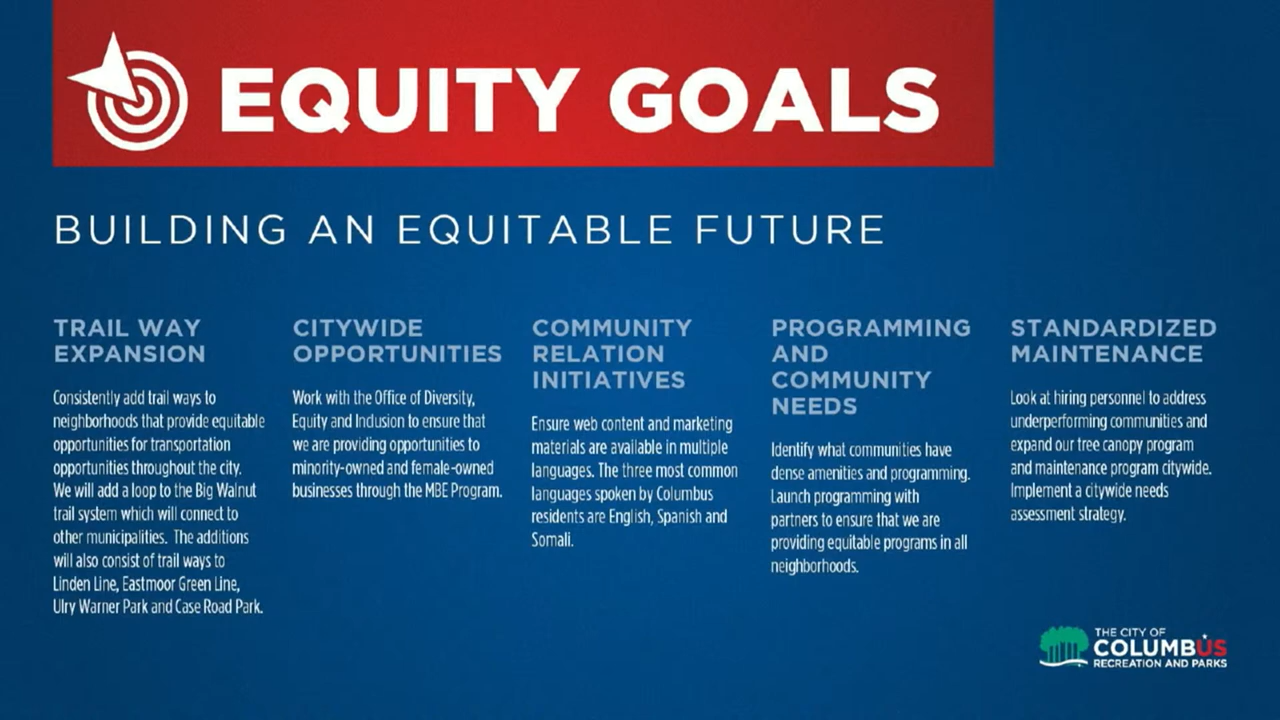 EQUITY GOALS
BUILDING AN EQUITABLE FUTURE
TRAIL WAY
EXPANSION
Consistently add trail ways to
neighborhoods that provide equitable
opportunities for transportation
opportunities throughout the city.
We will add a loop to the Big Walnut
trail system which will connect to
other municipalities. The additions
will also consist of trail ways to
Linden Line, Eastmoor Green Line,
Ulry Warner Park and Case Road Park.
CITYWIDE
OPPORTUNITIES
Work with the Office of Diversity,
Equity and Inclusion to ensure that
we are providing opportunities to
minority-owned and female-owned
businesses through the MBE Program.
COMMUNITY
RELATION
INITIATIVES
Ensure web content and marketing
materials are available in multiple
languages. The three most common
languages spoken by Columbus
residents are English, Spanish and
Somali.
PROGRAMMING
AND
COMMUNITY
NEEDS
Identify what communities have
dense amenities and programming.
Launch programming with
partners to ensure that we are
providing equitable programs in all
neighborhoods.
STANDARDIZED
MAINTENANCE
Look at hiring personnel to address
underperforming communities and
expand our tree canopy program
and maintenance program citywide.
Implement a citywide needs
assessment strategy.
THE CITY OF
COLUMBUS
RECREATION AND PARKS